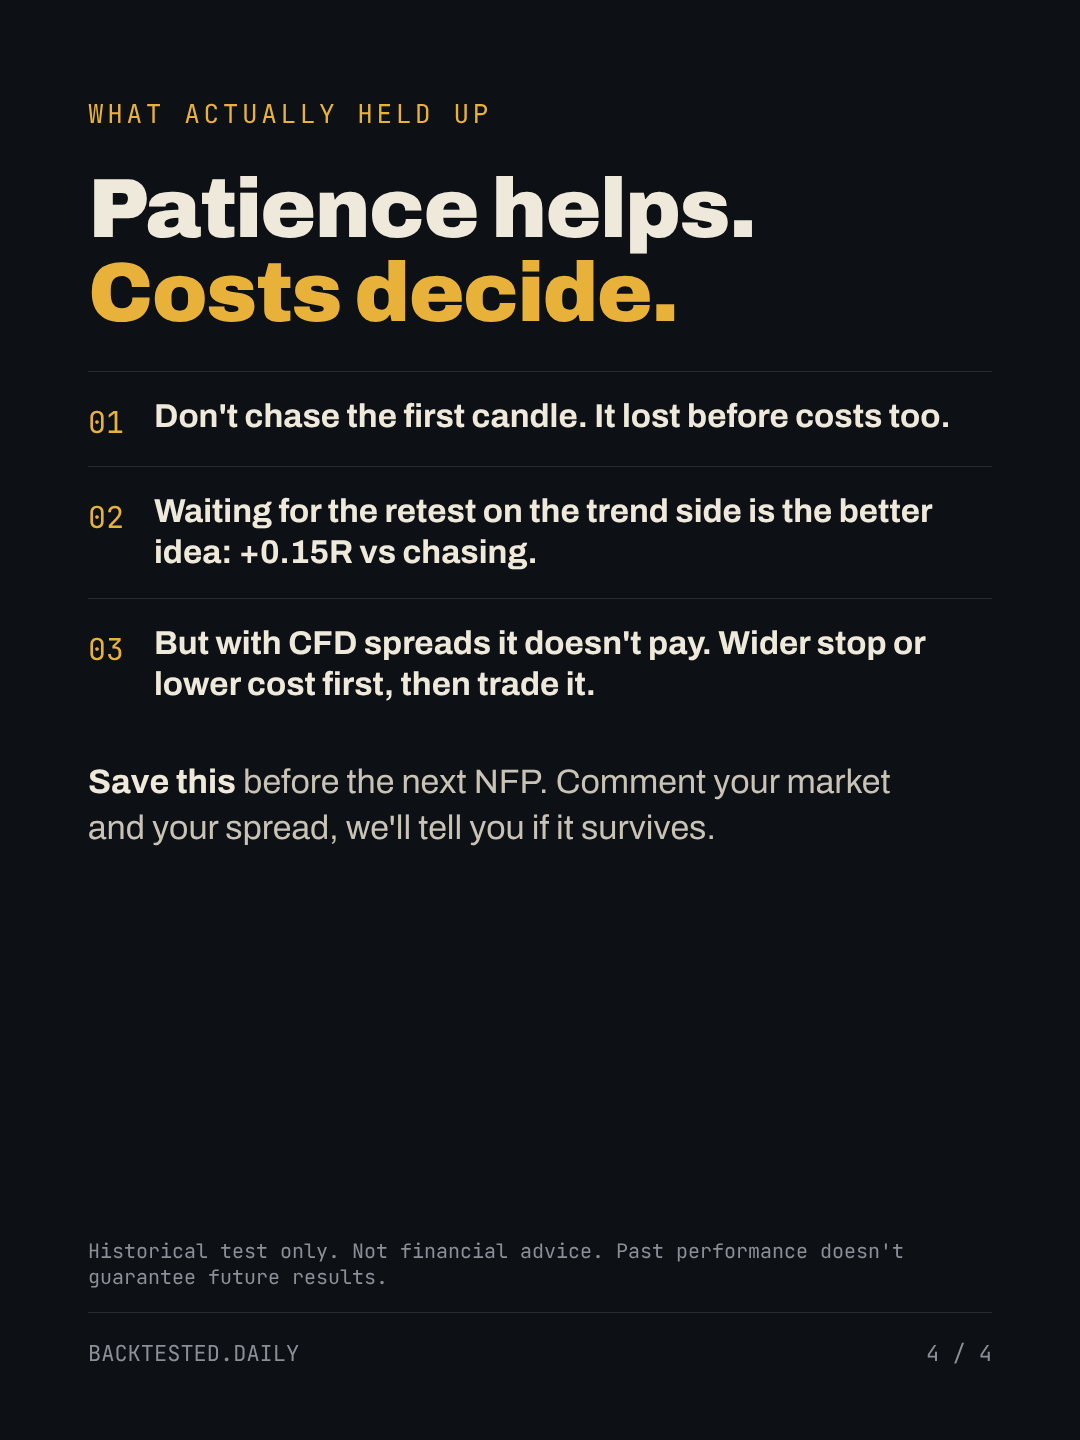 WHAT ACTUALLY HELD UP
Patience helps.
Costs decide.
01 Don't chase the first candle. It lost before costs too.
02 Waiting for the retest on the trend side is the better
idea: +0.15R vs chasing.
03 But with CFD spreads it doesn't pay. Wider stop or
lower cost first, then trade it.
Save this before the next NFP. Comment your market
and your spread, we'll tell you if it survives.
Historical test only. Not financial advice. Past performance doesn't
guarantee future results.
BACKTESTED.DAILY 4 / 4